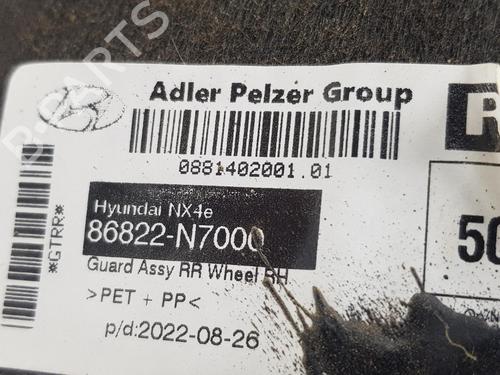 Adler Pelzer Group
R
0881402001.01
*GTRR*
Hyundai NX4e
86822-N7000
50
Guard Assy RR Wheel RH
>PET + PP<
p/d:2022-08-26
B-PARTS